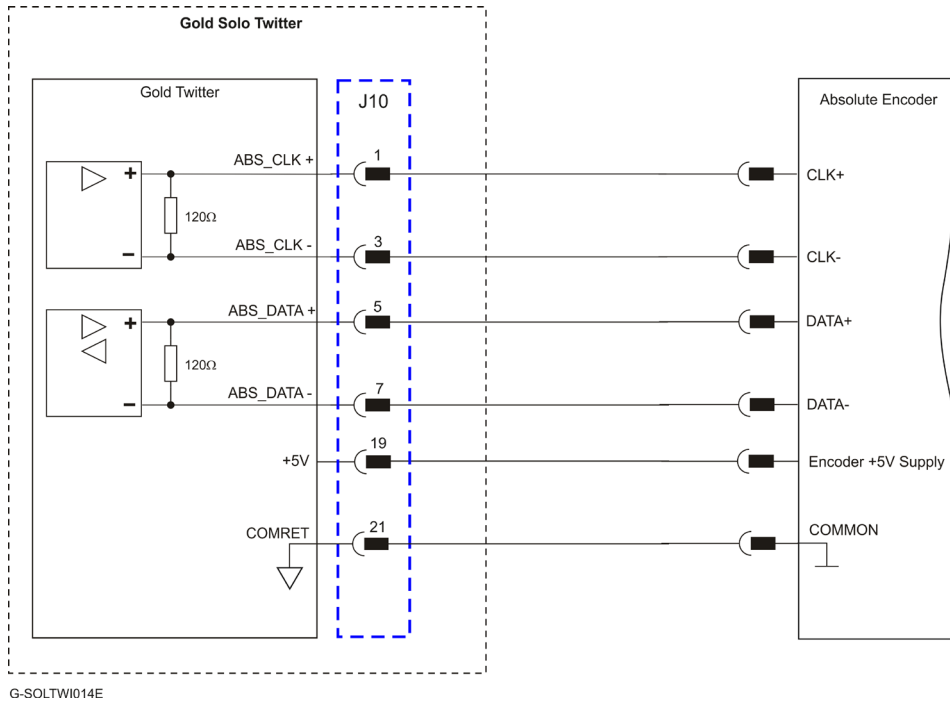 Gold Solo Twitter
Gold Twitter
J10
Absolute Encoder
ABS_CLK +
1
CLK+
+
120Ω
ABS_CLK -
3
CLK-
−
ABS_DATA +
5
DATA+
+
120Ω
ABS_DATA -
7
DATA-
−
+5V
19
Encoder +5V Supply
COMRET
21
COMMON
G-SOLTWI014E